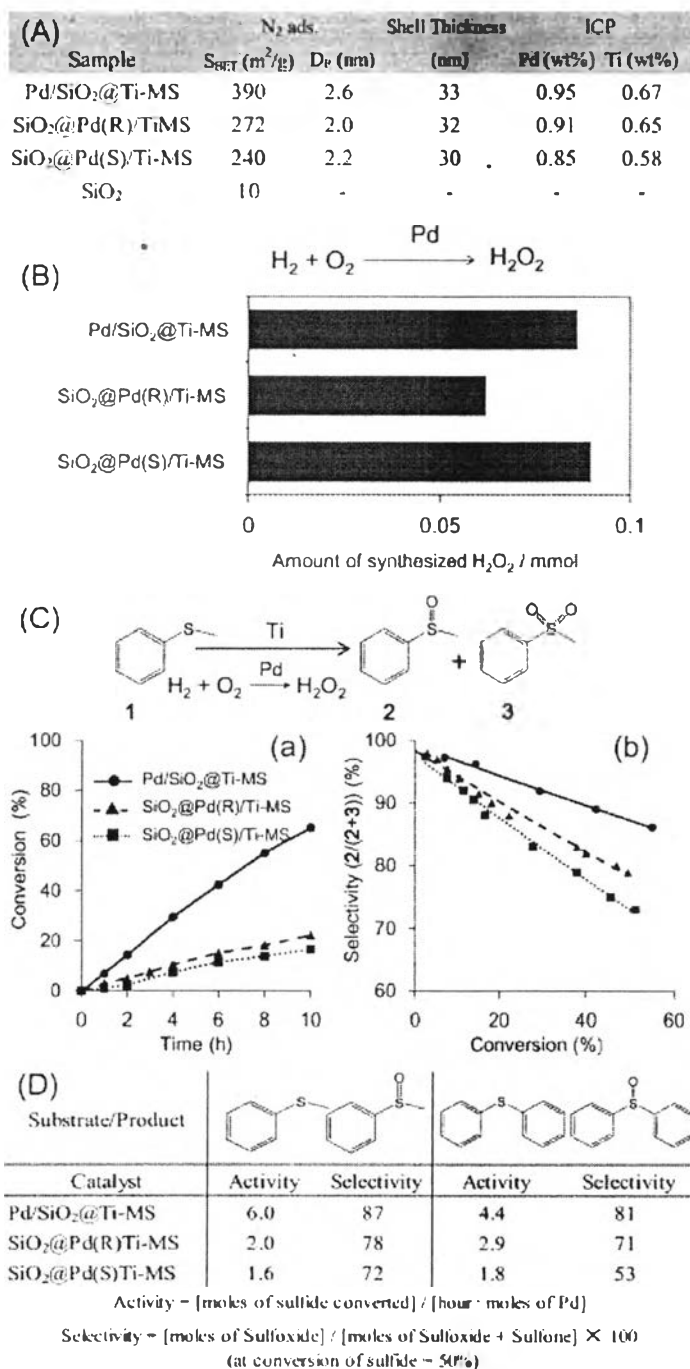 (A)
N₂ ads. Shell Thickness ICP
Sample S_BET (m²/g) D_P (nm) (nm) Pd (wt%) Ti (wt%)
Pd/SiO₂@Ti-MS 390 2.6 33 0.95 0.67
SiO₂@Pd(R)/TiMS 272 2.0 32 0.91 0.65
SiO₂@Pd(S)/Ti-MS 240 2.2 30 0.85 0.58
SiO₂ 10 - - - -
(B)
H₂ + O₂ Pd H₂O₂
Pd/SiO₂@Ti-MS
SiO₂@Pd(R)/Ti-MS
SiO₂@Pd(S)/Ti-MS
0 0.05 0.1
Amount of synthesized H₂O₂ / mmol
(C)
S Ti O S + O O S
H₂ + O₂ Pd H₂O₂
1 2 3
(a)
100
80
60
40
20
0
Conversion (%)
Pd/SiO₂@Ti-MS
SiO₂@Pd(R)/Ti-MS
SiO₂@Pd(S)/Ti-MS
0 2 4 6 8 10
Time (h)
(b)
100
90
80
70
60
Selectivity (2/(2+3)) (%)
0 20 40 60
Conversion (%)
(D)
Substrate/Product S O S S O S
Catalyst Activity Selectivity Activity Selectivity
Pd/SiO₂@Ti-MS 6.0 87 4.4 81
SiO₂@Pd(R)Ti-MS 2.0 78 2.9 71
SiO₂@Pd(S)Ti-MS 1.6 72 1.8 53
Activity = [moles of sulfide converted] / [hour · moles of Pd]
Selectivity = [moles of Sulfoxide] / [moles of Sulfoxide + Sulfone] × 100
(at conversion of sulfide = 50%)